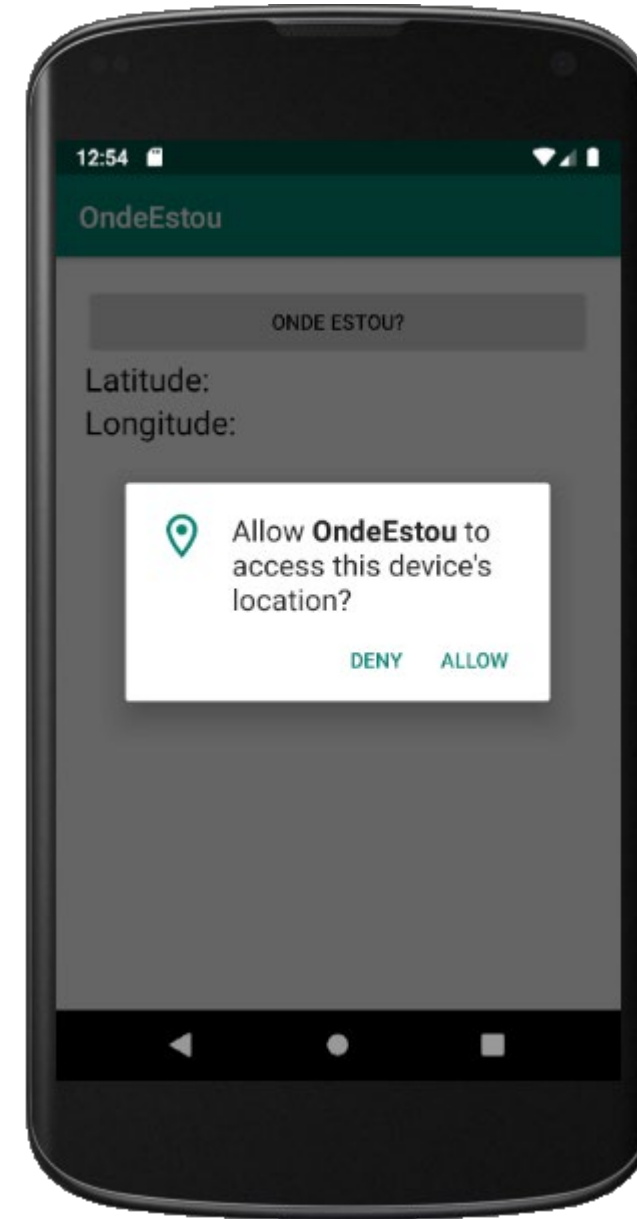 12:54
OndeEstou
ONDE ESTOU?
Latitude:
Longitude:
Allow OndeEstou to
access this device's
location?
DENY ALLOW